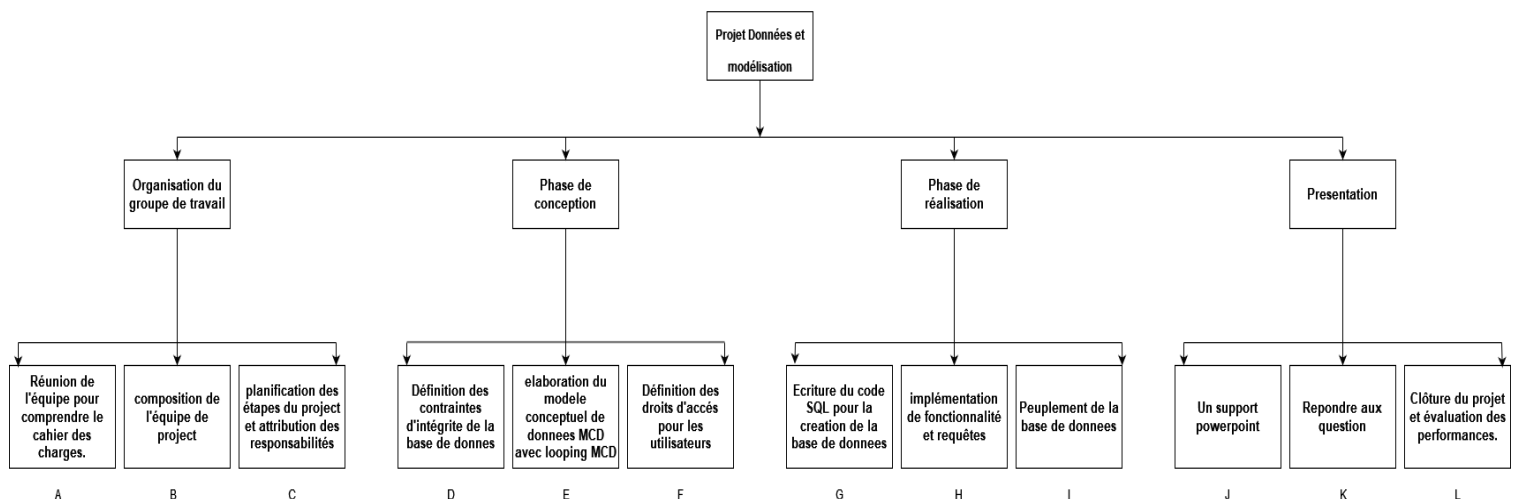 Projet Données et
modélisation
Organisation du
groupe de travail
Phase de
conception
Phase de
réalisation
Presentation
Réunion de
l'équipe pour
comprendre le
cahier des
charges.
composition de
l'équipe de
project
planification des
étapes du project
et attribution des
responsabilités
Définition des
contraintes
d'intégrite de la
base de donnes
elaboration du
modele
conceptuel de
donnees MCD
avec looping MCD
Définition des
droits d'accés
pour les
utilisateurs
Ecriture du code
SQL pour la
creation de la
base de donnees
implémentation
de fonctionnalité
et requêtes
Peuplement de la
base de donnees
Un support
powerpoint
Repondre aux
question
Clôture du projet
et évaluation des
performances.
A
B
C
D
E
F
G
H
I
J
K
L